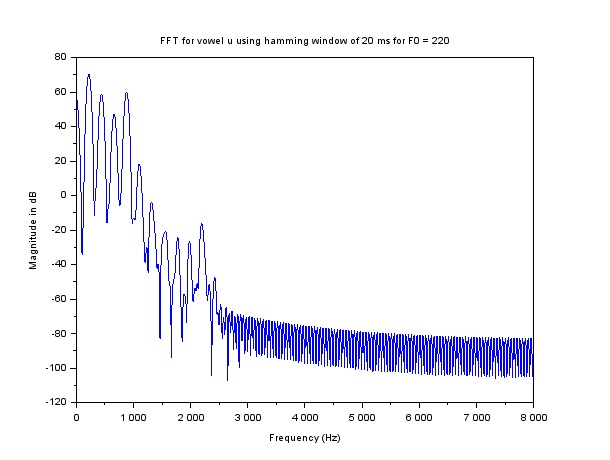 FFT for vowel u using hamming window of 20 ms for F0 = 220
80
60
40
20
0
-20
-40
-60
-80
-100
-120
Magnitude in dB
0 1 000 2 000 3 000 4 000 5 000 6 000 7 000 8 000
Frequency (Hz)